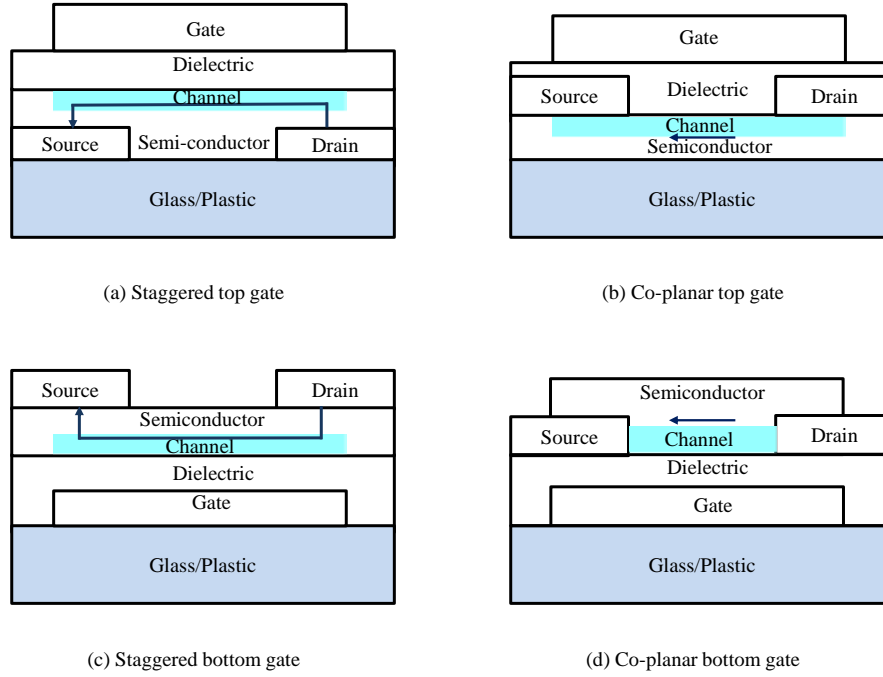 Gate
Dielectric
Channel
Source
Semi-conductor
Drain
Glass/Plastic
(a) Staggered top gate
Gate
Source
Dielectric
Drain
Channel
Semiconductor
Glass/Plastic
(b) Co-planar top gate
Source
Drain
Semiconductor
Channel
Dielectric
Gate
Glass/Plastic
(c) Staggered bottom gate
Semiconductor
Source
Channel
Drain
Dielectric
Gate
Glass/Plastic
(d) Co-planar bottom gate